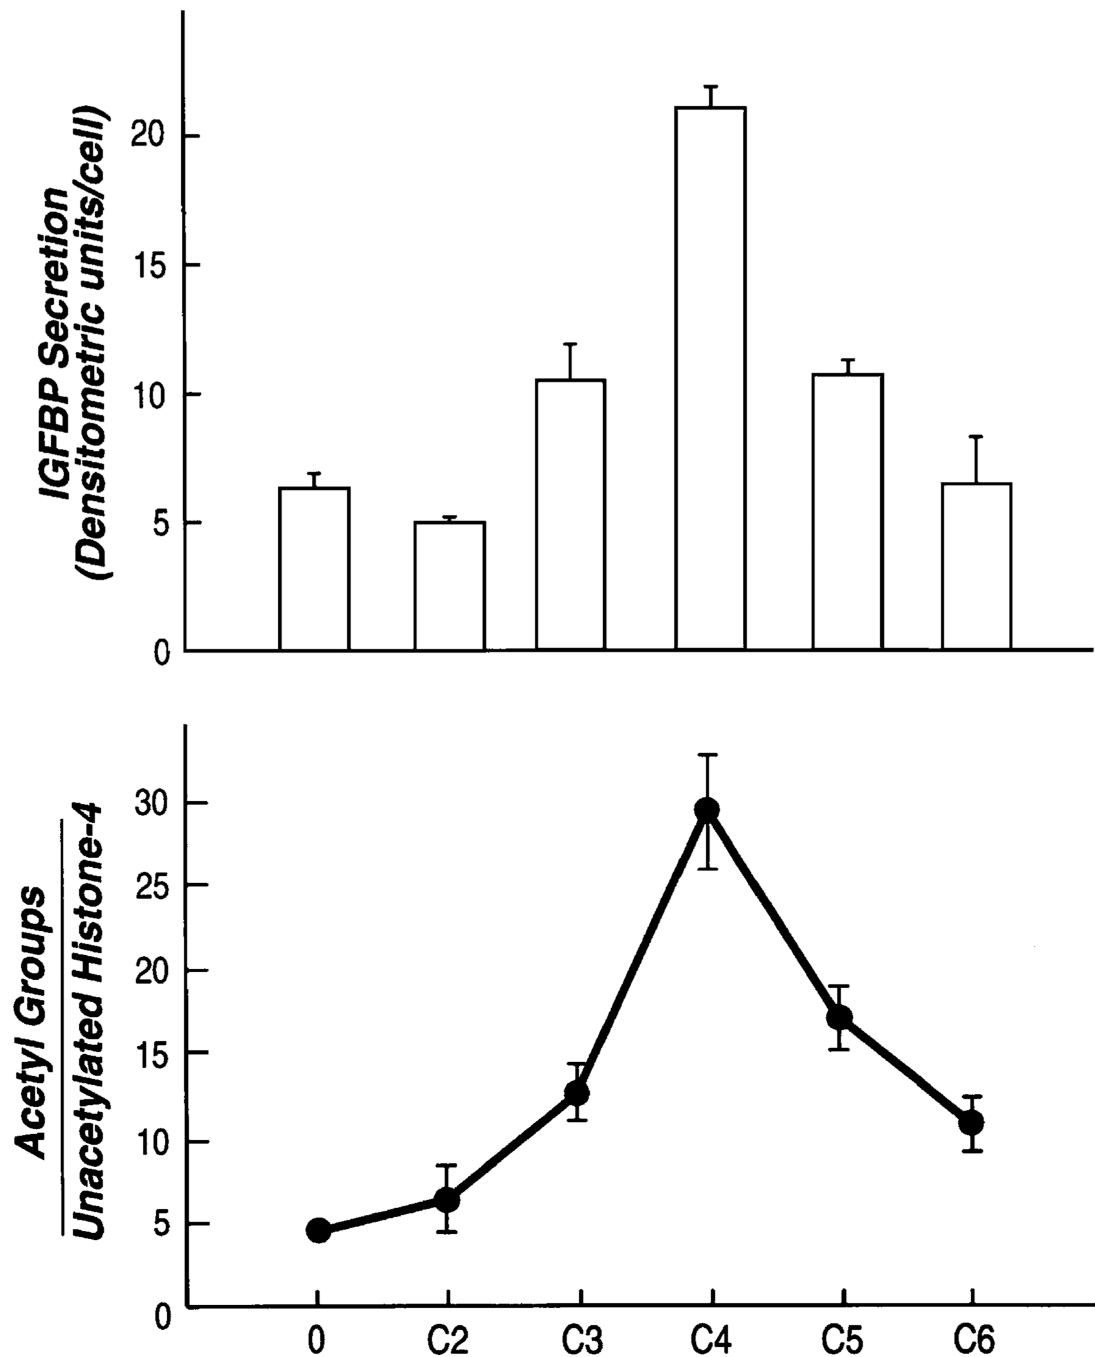 IGFBP Secretion
(Densitometric units/cell)
20
15
10
5
0
Acetyl Groups
Unacetylated Histone-4
30
25
20
15
10
5
0
0 C2 C3 C4 C5 C6